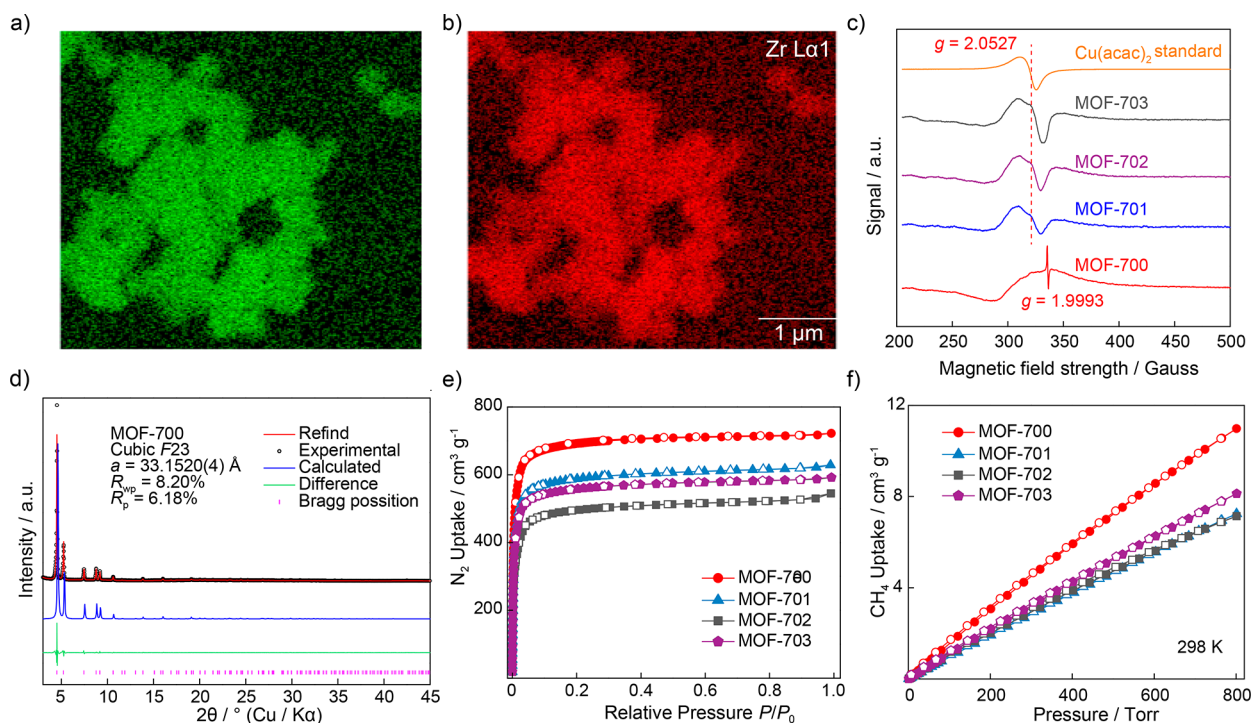 a)
b)
Zr Lα1
1 µm
c)
g = 2.0527
Cu(acac)₂ standard
MOF-703
MOF-702
MOF-701
MOF-700
g = 1.9993
Signal / a.u.
200 250 300 350 400 450 500
Magnetic field strength / Gauss
d)
MOF-700
Cubic F23
a = 33.1520(4) Å
Rwp = 8.20%
Rp = 6.18%
Refind
Experimental
Calculated
Difference
Bragg possition
Intensity / a.u.
5 10 15 20 25 30 35 40 45
2θ / ° (Cu / Kα)
e)
800
600
400
200
N₂ Uptake / cm³ g⁻¹
MOF-701
MOF-702
MOF-703
0 0.2 0.4 0.6 0.8 1.0
Relative Pressure P/P₀
f)
12
8
4
CH₄ Uptake / cm³ g⁻¹
MOF-700
MOF-701
MOF-702
MOF-703
298 K
0 200 400 600 800
Pressure / Torr